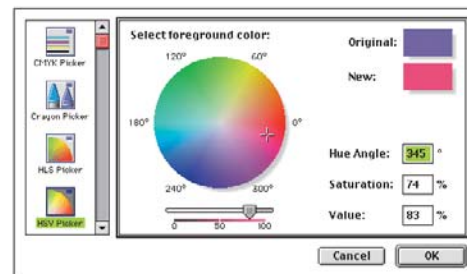 CMYK Picker
Crayon Picker
HLS Picker
HSV Picker
Select foreground color:
120° 60°
180° 0°
240° 300°
0 50 100
Original:
New:
Hue Angle: 345 °
Saturation: 74 %
Value: 83 %
Cancel OK